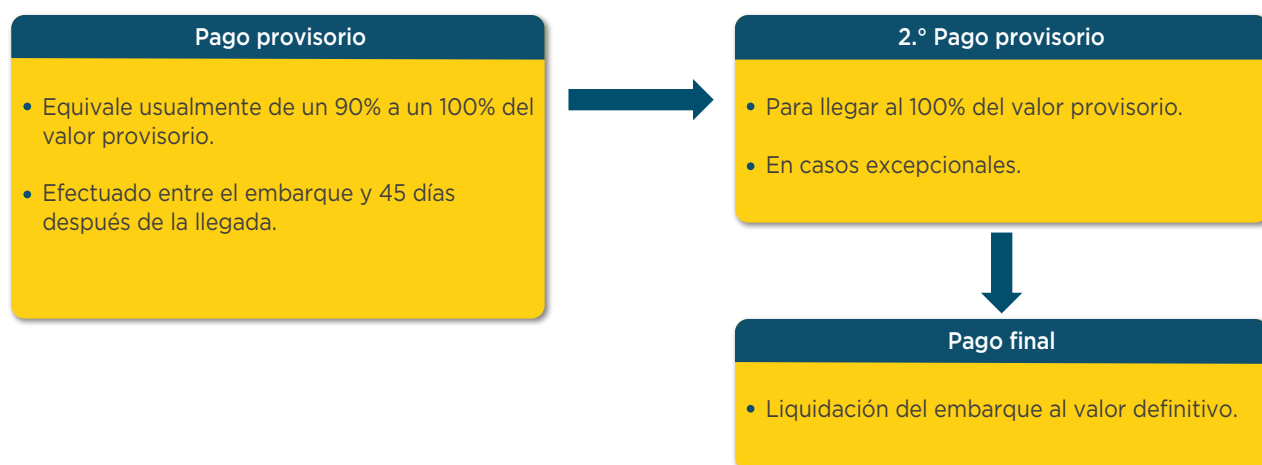 Pago provisorio
• Equivale usualmente de un 90% a un 100% del
valor provisorio.
• Efectuado entre el embarque y 45 días
después de la llegada.
2.° Pago provisorio
• Para llegar al 100% del valor provisorio.
• En casos excepcionales.
Pago final
• Liquidación del embarque al valor definitivo.